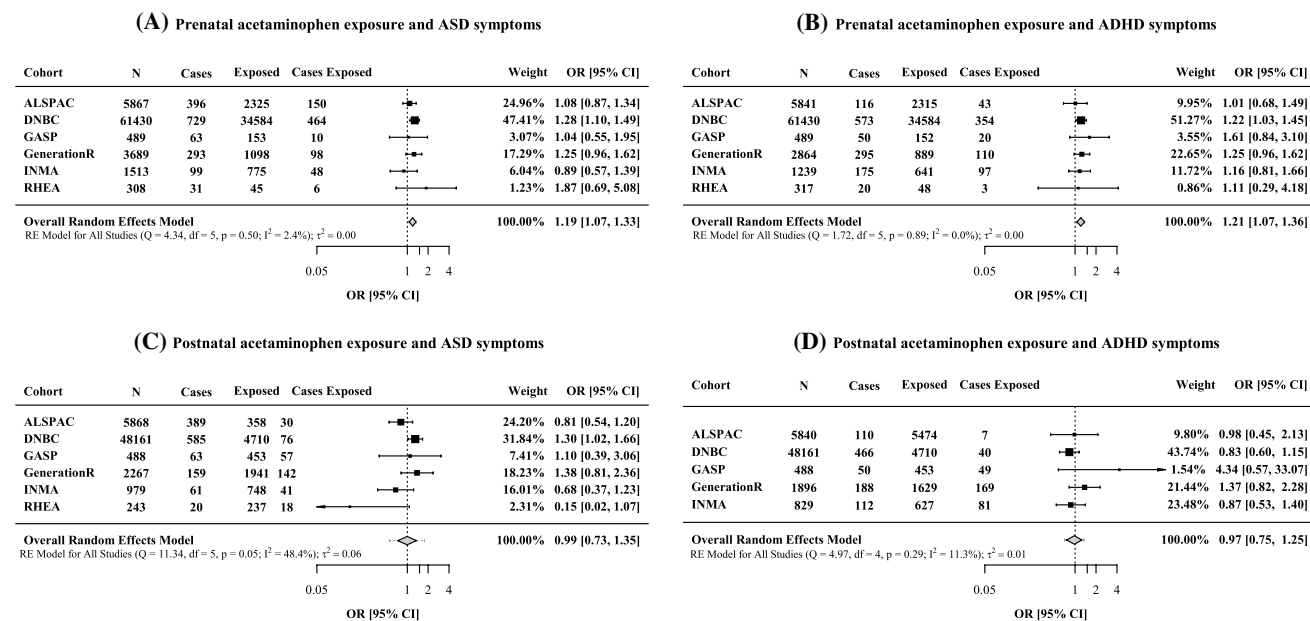 (A) Prenatal acetaminophen exposure and ASD symptoms
Cohort N Cases Exposed Cases Exposed Weight OR [95% CI]
ALSPAC 5867 396 2325 150 24.96% 1.08 [0.87, 1.34]
DNBC 61430 729 34584 464 47.41% 1.28 [1.10, 1.49]
GASP 489 63 153 10 3.07% 1.04 [0.55, 1.95]
GenerationR 3689 293 1098 98 17.29% 1.25 [0.96, 1.62]
INMA 1513 99 775 48 6.04% 0.89 [0.57, 1.39]
RHEA 308 31 45 6 1.23% 1.87 [0.69, 5.08]
Overall Random Effects Model 100.00% 1.19 [1.07, 1.33]
RE Model for All Studies (Q = 4.34, df = 5, p = 0.50; I² = 2.4%); τ² = 0.00
0.05 1 2 4
OR [95% CI]
(B) Prenatal acetaminophen exposure and ADHD symptoms
Cohort N Cases Exposed Cases Exposed Weight OR [95% CI]
ALSPAC 5841 116 2315 43 9.95% 1.01 [0.68, 1.49]
DNBC 61430 573 34584 354 51.27% 1.22 [1.03, 1.45]
GASP 489 50 152 20 3.55% 1.61 [0.84, 3.10]
GenerationR 2864 295 889 110 22.65% 1.25 [0.96, 1.62]
INMA 1239 175 641 97 11.72% 1.16 [0.81, 1.66]
RHEA 317 20 48 3 0.86% 1.11 [0.29, 4.18]
Overall Random Effects Model 100.00% 1.21 [1.07, 1.36]
RE Model for All Studies (Q = 1.72, df = 5, p = 0.89; I² = 0.0%); τ² = 0.00
0.05 1 2 4
OR [95% CI]
(C) Postnatal acetaminophen exposure and ASD symptoms
Cohort N Cases Exposed Cases Exposed Weight OR [95% CI]
ALSPAC 5868 389 358 30 24.20% 0.81 [0.54, 1.20]
DNBC 48161 585 4710 76 31.84% 1.30 [1.02, 1.66]
GASP 488 63 453 57 7.41% 1.10 [0.39, 3.06]
GenerationR 2267 159 1941 142 18.23% 1.38 [0.81, 2.36]
INMA 979 61 748 41 16.01% 0.68 [0.37, 1.23]
RHEA 243 20 237 18 2.31% 0.15 [0.02, 1.07]
Overall Random Effects Model 100.00% 0.99 [0.73, 1.35]
RE Model for All Studies (Q = 11.34, df = 5, p = 0.05; I² = 48.4%); τ² = 0.06
0.05 1 2 4
OR [95% CI]
(D) Postnatal acetaminophen exposure and ADHD symptoms
Cohort N Cases Exposed Cases Exposed Weight OR [95% CI]
ALSPAC 5840 110 5474 7 9.80% 0.98 [0.45, 2.13]
DNBC 48161 466 4710 40 43.74% 0.83 [0.60, 1.15]
GASP 488 50 453 49 1.54% 4.34 [0.57, 33.07]
GenerationR 1896 188 1629 169 21.44% 1.37 [0.82, 2.28]
INMA 829 112 627 81 23.48% 0.87 [0.53, 1.40]
Overall Random Effects Model 100.00% 0.97 [0.75, 1.25]
RE Model for All Studies (Q = 4.97, df = 4, p = 0.29; I² = 11.3%); τ² = 0.01
0.05 1 2 4
OR [95% CI]